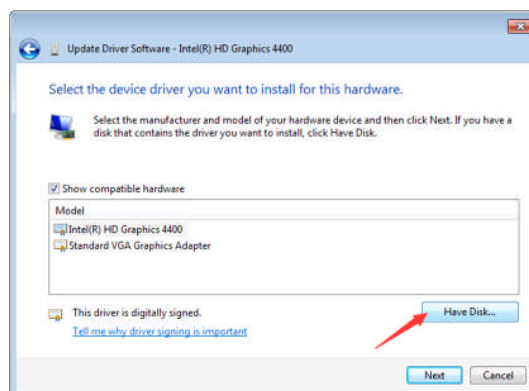 Update Driver Software - Intel(R) HD Graphics 4400
Select the device driver you want to install for this hardware.
Select the manufacturer and model of your hardware device and then click Next. If you have a
disk that contains the driver you want to install, click Have Disk.
Show compatible hardware
Model
Intel(R) HD Graphics 4400
Standard VGA Graphics Adapter
This driver is digitally signed.
Have Disk...
Tell me why driver signing is important
Next
Cancel